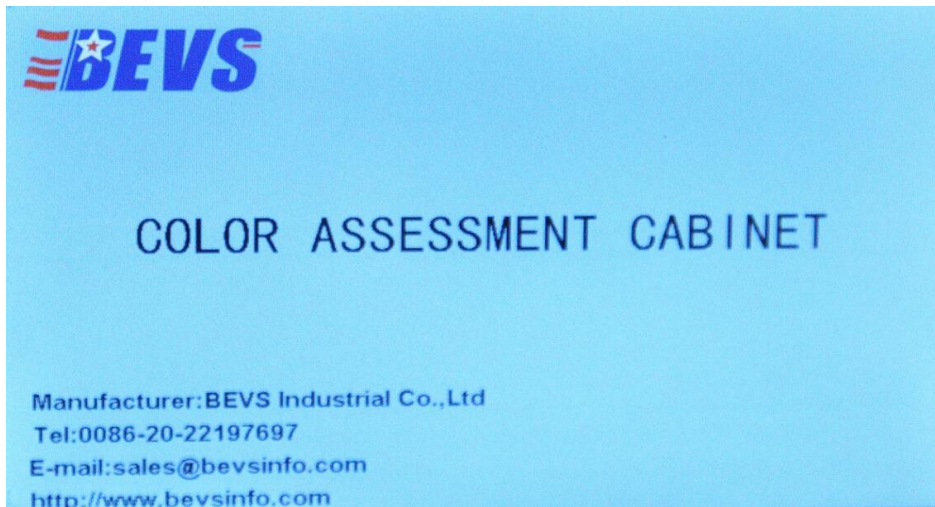 BEVS
COLOR ASSESSMENT CABINET
Manufacturer:BEVS Industrial Co.,Ltd
Tel:0086-20-22197697
E-mail:sales@bevsinfo.com
http://www.bevsinfo.com